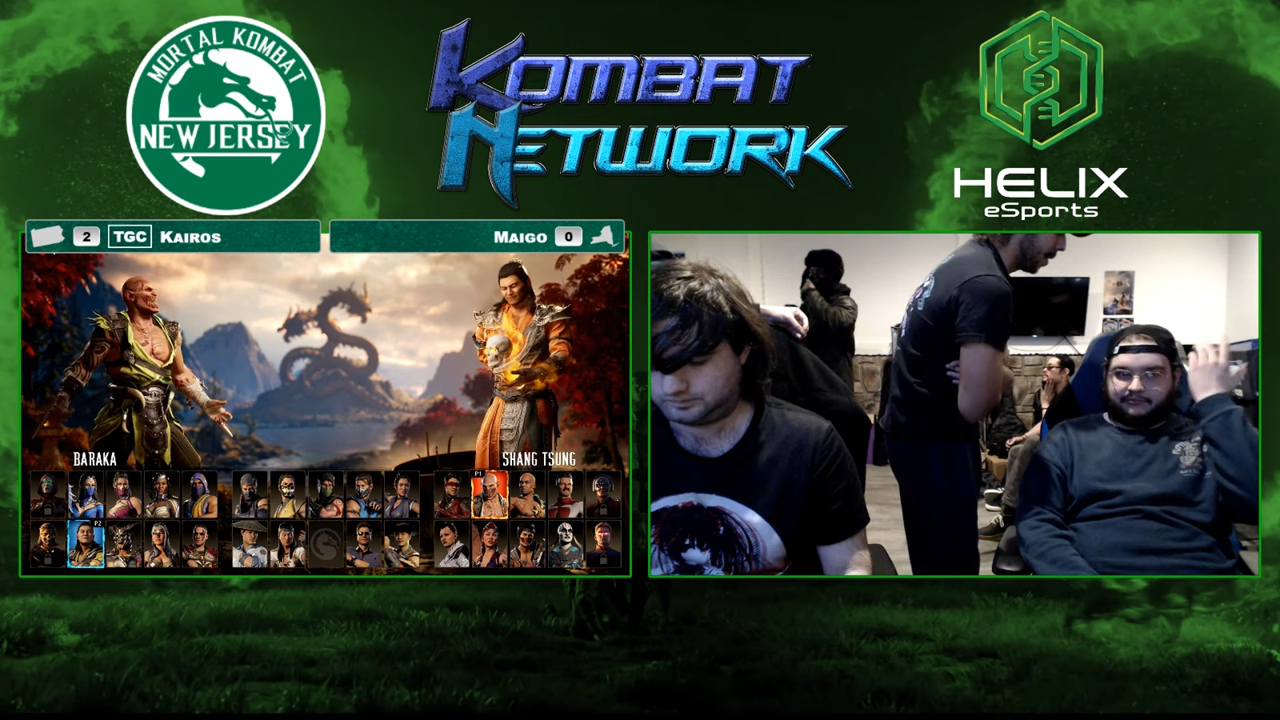 MORTAL KOMBAT
NEW JERSEY
KOMBAT
NETWORK
HELIX
eSports
2 TGC KAIROS
MAIGO 0
BARAKA
SHANG TSUNG
P1
P2